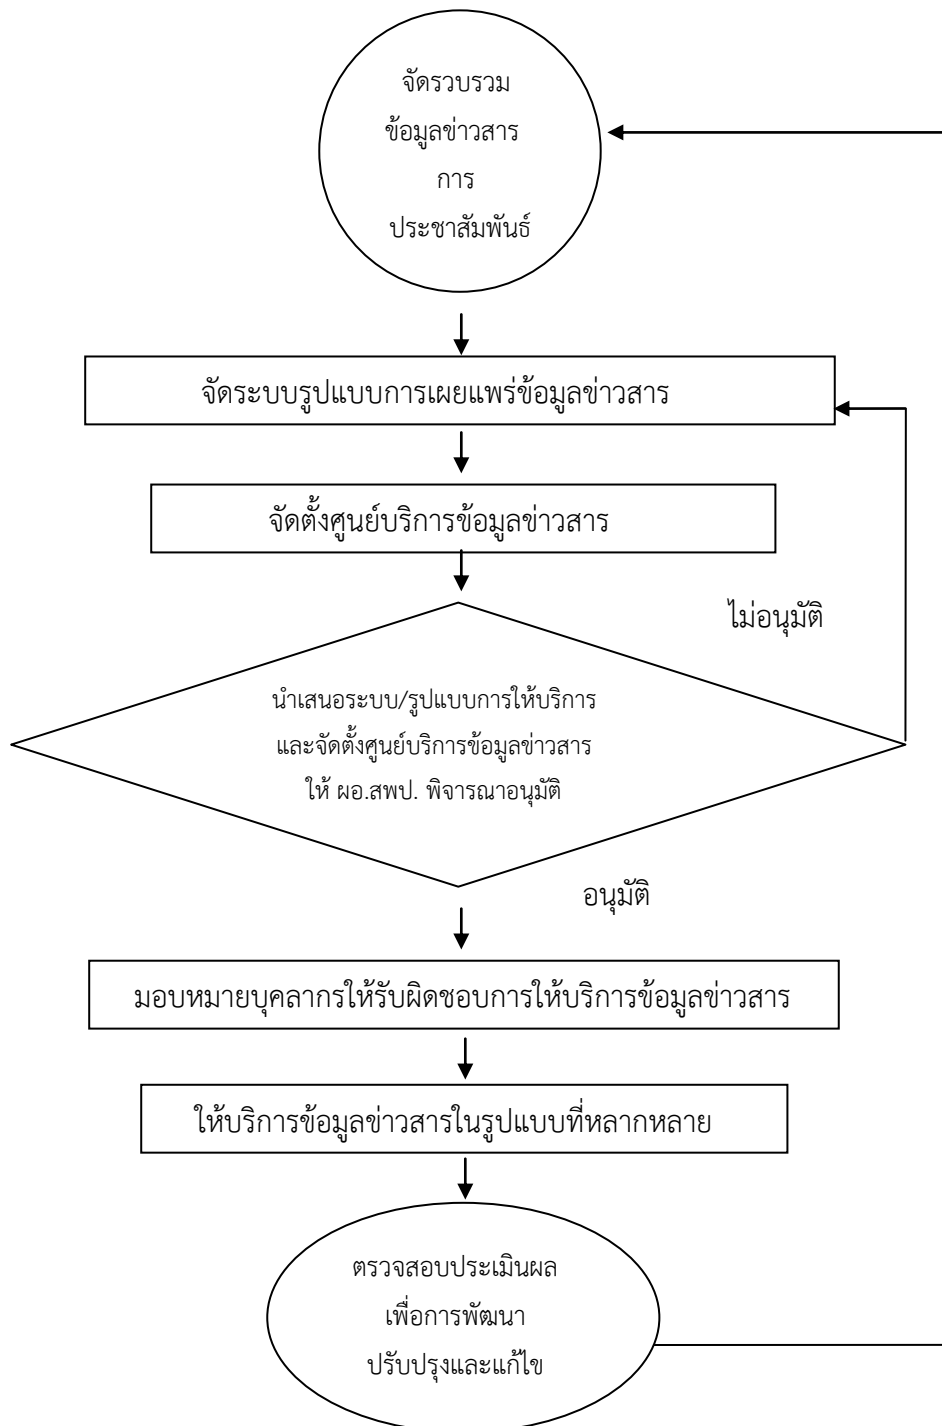 จัดรวบรวม
ข้อมูลข่าวสาร
การ
ประชาสัมพันธ์
จัดระบบรูปแบบการเผยแพร่ข้อมูลข่าวสาร
จัดตั้งศูนย์บริการข้อมูลข่าวสาร
ไม่อนุมัติ
นำเสนอระบบ/รูปแบบการให้บริการ
และจัดตั้งศูนย์บริการข้อมูลข่าวสาร
ให้ ผอ.สพป. พิจารณาอนุมัติ
อนุมัติ
มอบหมายบุคลากรให้รับผิดชอบการให้บริการข้อมูลข่าวสาร
ให้บริการข้อมูลข่าวสารในรูปแบบที่หลากหลาย
ตรวจสอบประเมินผล
เพื่อการพัฒนา
ปรับปรุงและแก้ไข